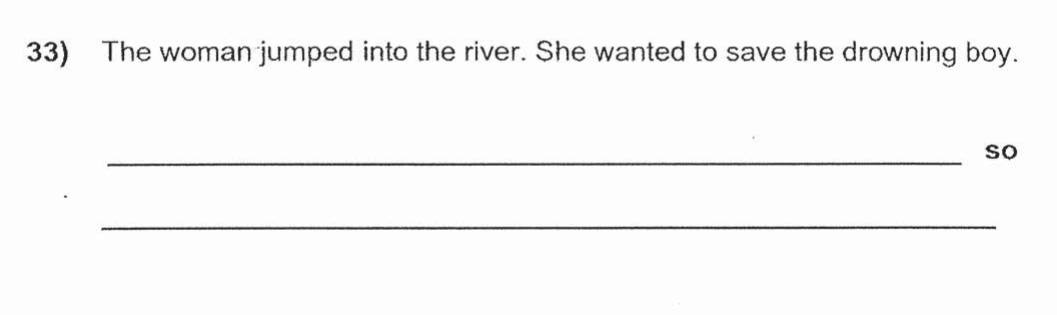 33) The woman jumped into the river. She wanted to save the drowning boy.
so